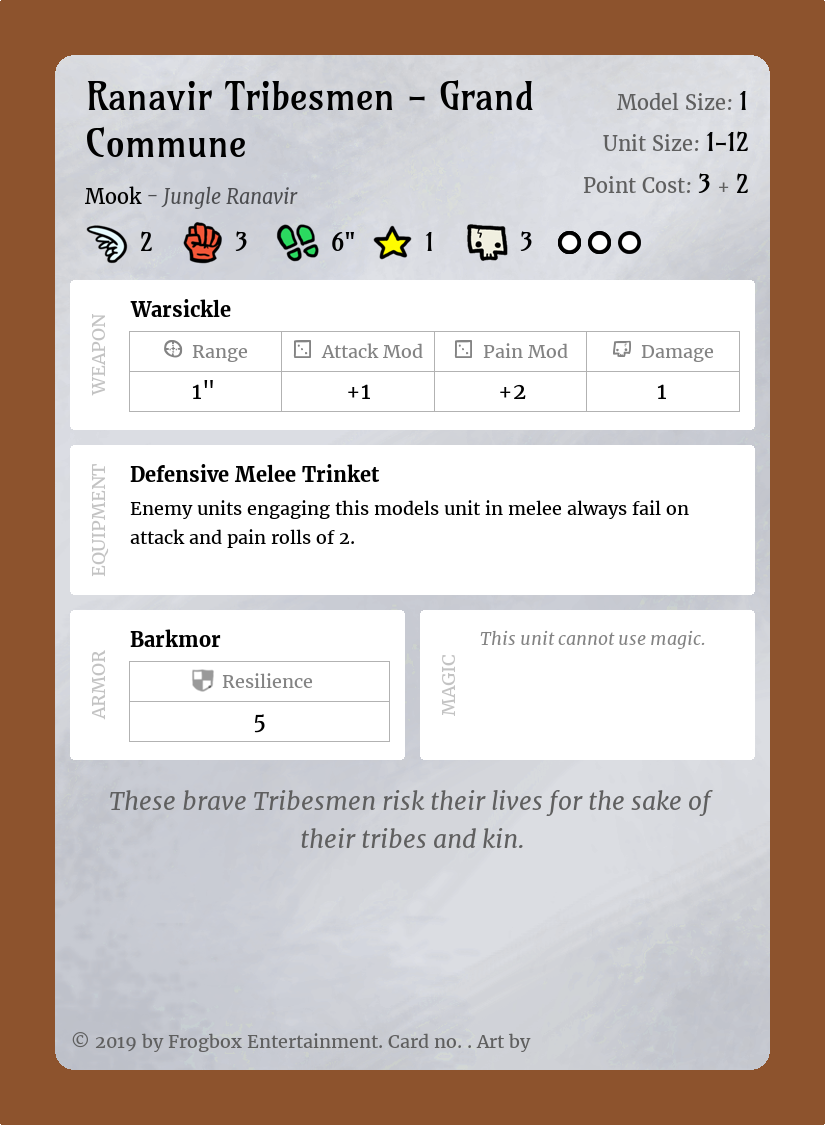 Ranavir Tribesmen – Grand
Commune
Model Size: 1
Unit Size: 1–12
Point Cost: 3 + 2
Mook – Jungle Ranavir
2 3 6" 1 3
WEAPON
Warsickle
Range Attack Mod Pain Mod Damage
1" +1 +2 1
EQUIPMENT
Defensive Melee Trinket
Enemy units engaging this models unit in melee always fail on
attack and pain rolls of 2.
ARMOR
Barkmor
Resilience
5
MAGIC
This unit cannot use magic.
These brave Tribesmen risk their lives for the sake of
their tribes and kin.
© 2019 by Frogbox Entertainment. Card no. . Art by